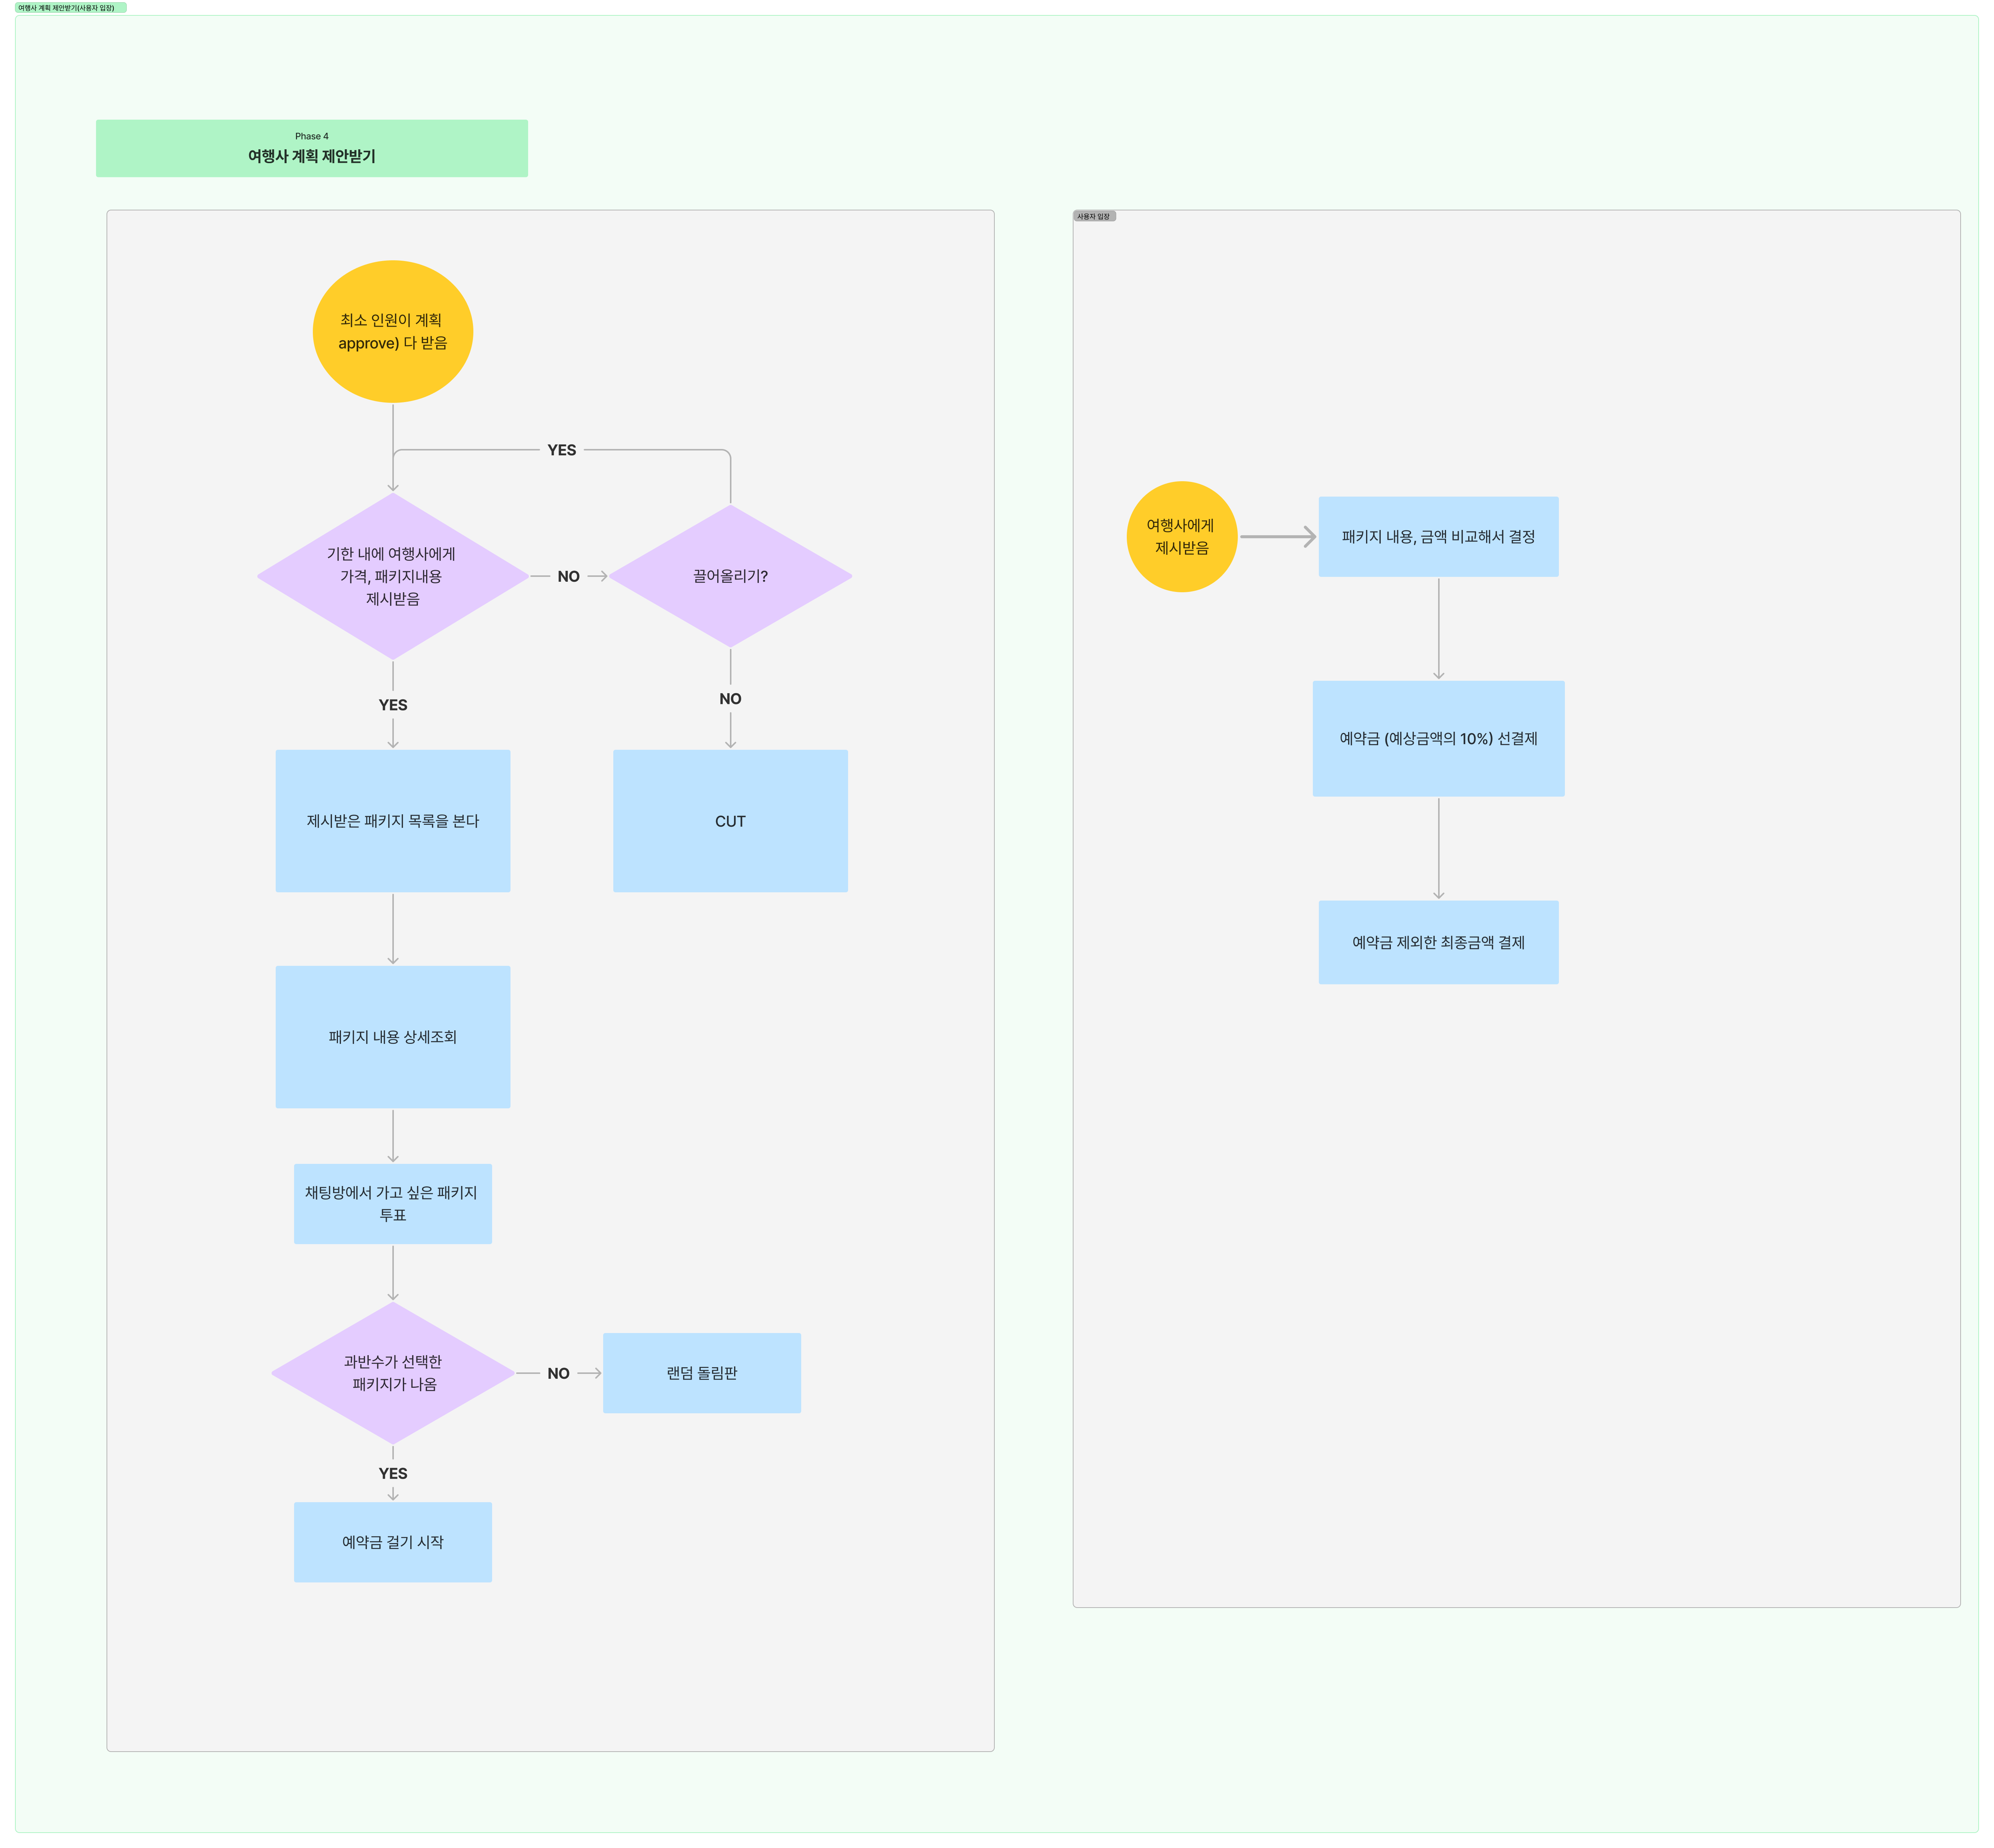 여행사 계획 제안받기(사용자 입장)
Phase 4
여행사 계획 제안받기
최소 인원이 계획
approve) 다 받음
YES
기한 내에 여행사에게
가격, 패키지내용
제시받음
NO
끌어올리기?
YES
NO
제시받은 패키지 목록을 본다
CUT
패키지 내용 상세조회
채팅방에서 가고 싶은 패키지
투표
과반수가 선택한
패키지가 나옴
NO
랜덤 돌림판
YES
예약금 걸기 시작
사용자 입장
여행사에게
제시받음
패키지 내용, 금액 비교해서 결정
예약금 (예상금액의 10%) 선결제
예약금 제외한 최종금액 결제